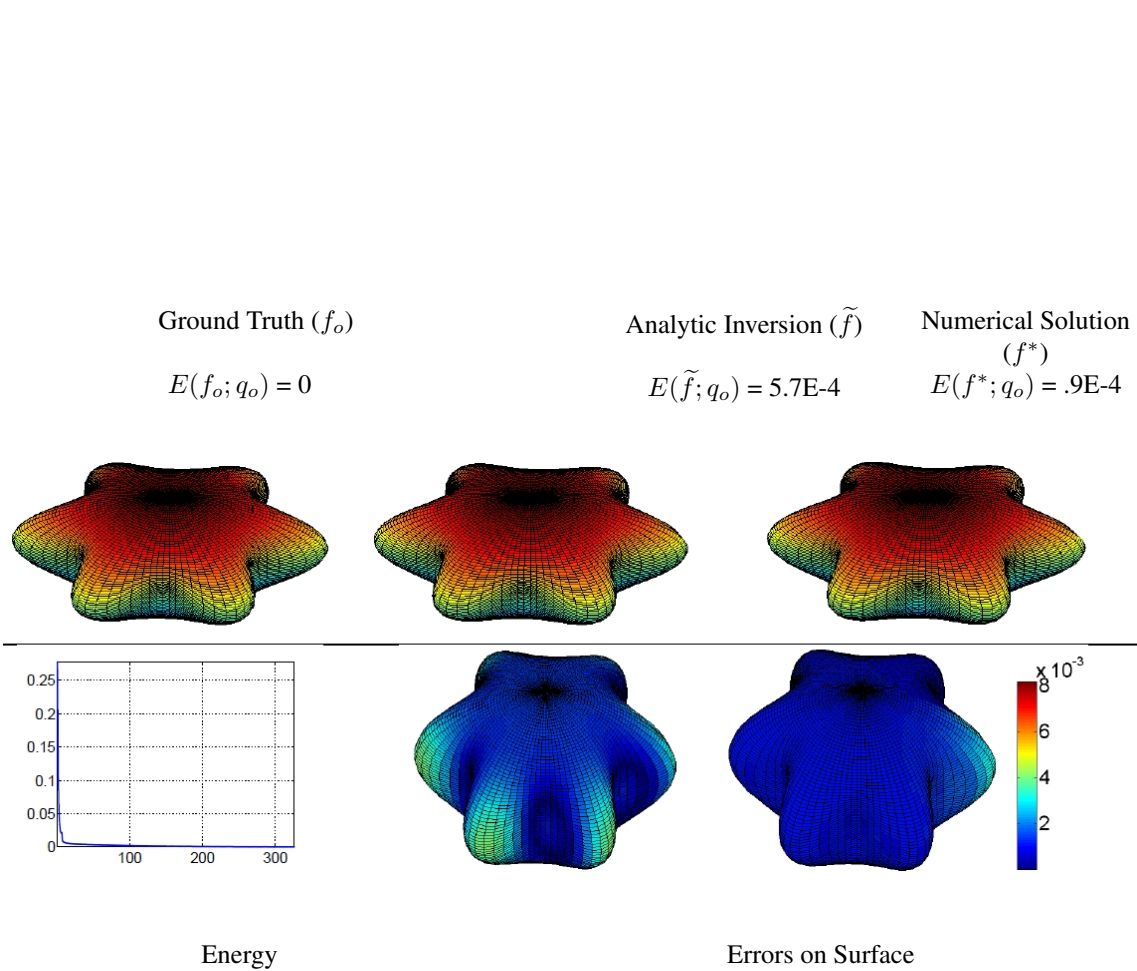 Ground Truth (f_o)
Analytic Inversion (f̃)
Numerical Solution
(f*)
E(f_o; q_o) = 0
E(f̃; q_o) = 5.7E-4
E(f*; q_o) = .9E-4
0.25
0.2
0.15
0.1
0.05
0
100
200
300
x 10^-3
8
6
4
2
Energy
Errors on Surface